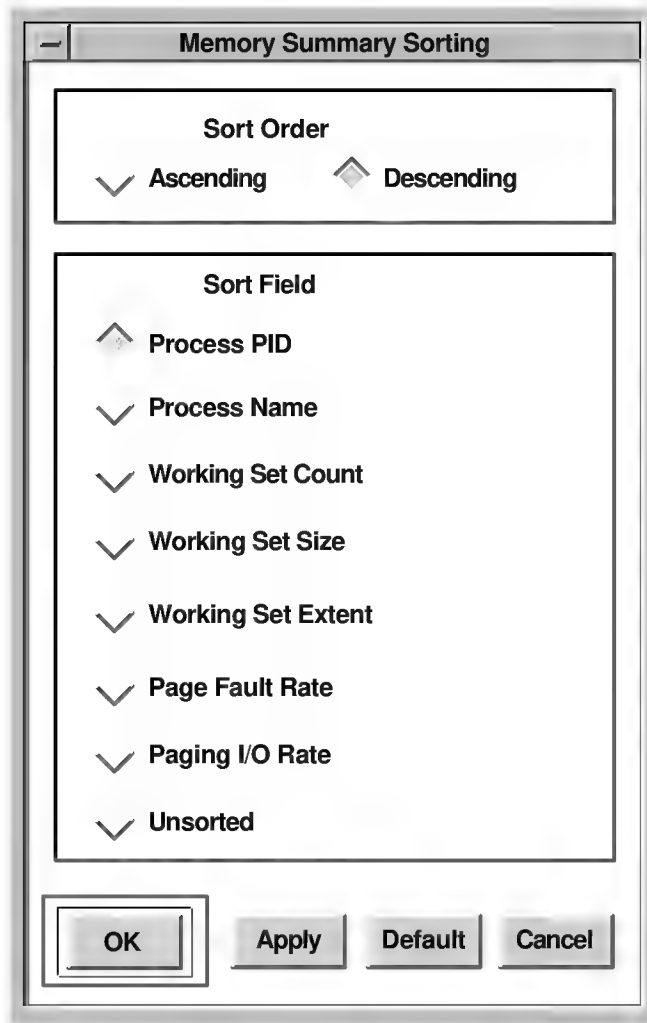 Memory Summary Sorting
Sort Order
Ascending Descending
Sort Field
Process PID
Process Name
Working Set Count
Working Set Size
Working Set Extent
Page Fault Rate
Paging I/O Rate
Unsorted
OK Apply Default Cancel